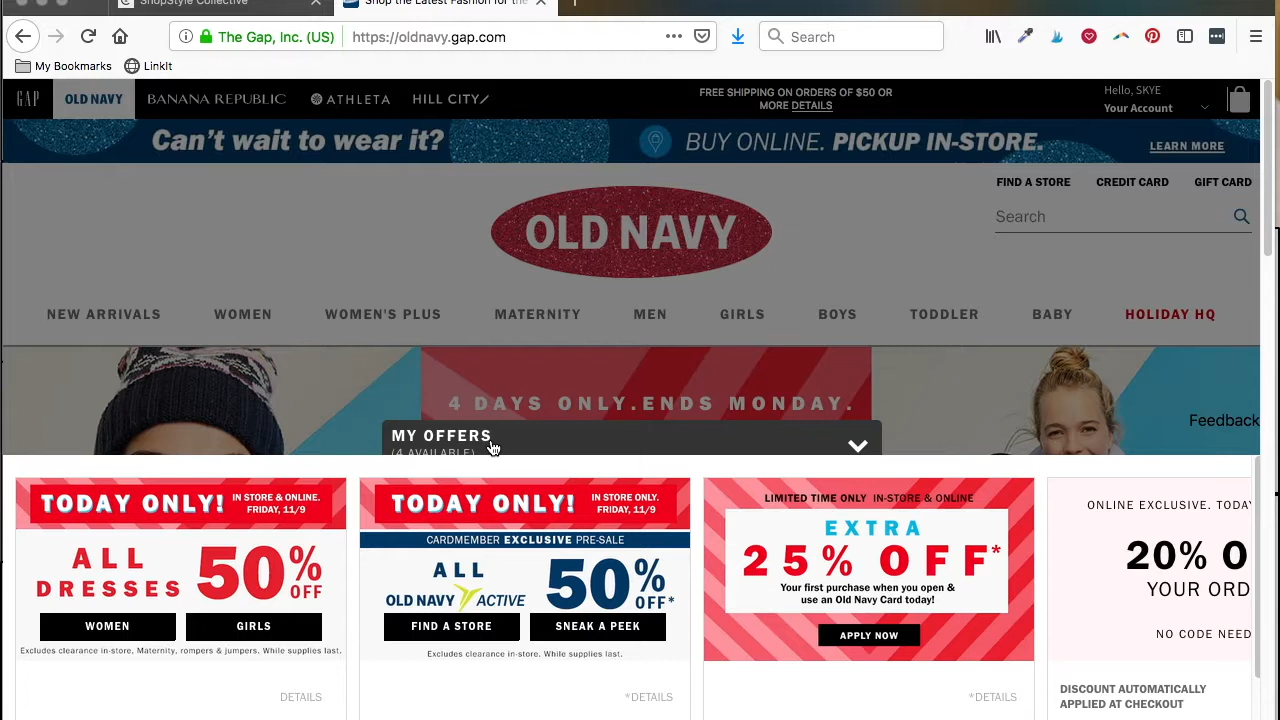 ShopStyle Collective
Shop the Latest Fashion for the
The Gap, Inc. (US)
https://oldnavy.gap.com
Search
My Bookmarks
LinkIt
GAP
OLD NAVY
BANANA REPUBLIC
ATHLETA
HILL CITY
FREE SHIPPING ON ORDERS OF $50 OR
MORE DETAILS
Hello, SKYE
Your Account
Can't wait to wear it?
BUY ONLINE. PICKUP IN-STORE.
LEARN MORE
FIND A STORE
CREDIT CARD
GIFT CARD
Search
OLD NAVY
NEW ARRIVALS
WOMEN
WOMEN'S PLUS
MATERNITY
MEN
GIRLS
BOYS
TODDLER
BABY
HOLIDAY HQ
4 DAYS ONLY.ENDS MONDAY.
Feedback
MY OFFERS
(4 AVAILABLE)
TODAY ONLY!
IN STORE & ONLINE.
FRIDAY, 11/9
ALL
DRESSES
50% OFF
WOMEN
GIRLS
Excludes clearance in-store, Maternity, rompers & jumpers. While supplies last.
DETAILS
TODAY ONLY!
IN STORE ONLY.
FRIDAY, 11/9
CARDMEMBER EXCLUSIVE PRE-SALE
ALL
OLD NAVY ACTIVE
50% OFF*
FIND A STORE
SNEAK A PEEK
Excludes clearance in-store. While supplies last.
*DETAILS
LIMITED TIME ONLY IN-STORE & ONLINE
EXTRA
25% OFF*
Your first purchase when you open &
use an Old Navy Card today!
APPLY NOW
*DETAILS
ONLINE EXCLUSIVE. TODAY
20% O
YOUR ORD
NO CODE NEED
DISCOUNT AUTOMATICALLY
APPLIED AT CHECKOUT